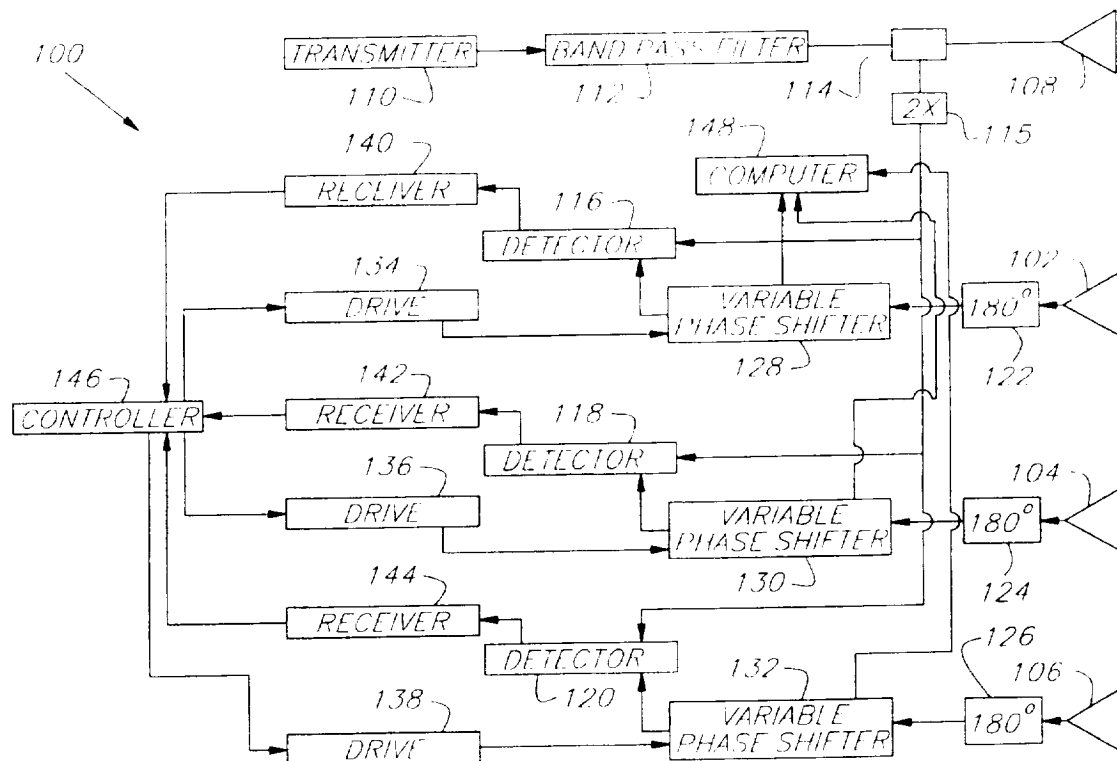 100
TRANSMITTER
110
BAND PASS FILTER
112
114
108
2X
115
148
COMPUTER
140
RECEIVER
116
DETECTOR
134
DRIVE
VARIABLE
PHASE SHIFTER
128
180°
122
102
146
CONTROLLER
142
RECEIVER
118
DETECTOR
136
DRIVE
VARIABLE
PHASE SHIFTER
130
180°
124
104
144
RECEIVER
DETECTOR
120
132
VARIABLE
PHASE SHIFTER
126
180°
106
138
DRIVE